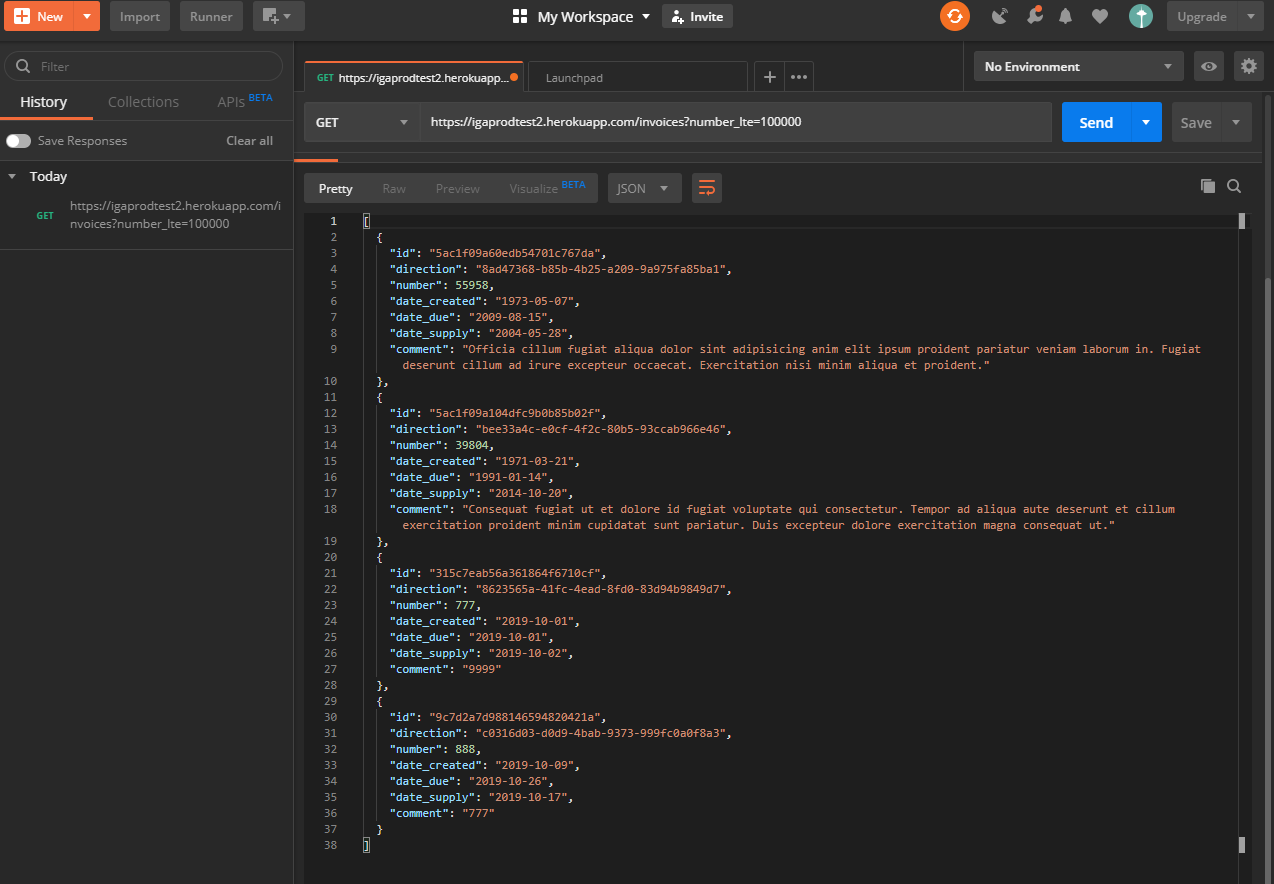 New
Import
Runner
My Workspace
Invite
Upgrade
Filter
History
Collections
APIs BETA
Save Responses
Clear all
Today
GET
https://igaprodtest2.herokuapp.com/i
nvoices?number_lte=100000
GET https://igaprodtest2.herokuapp...
Launchpad
No Environment
GET
https://igaprodtest2.herokuapp.com/invoices?number_lte=100000
Send
Save
Pretty
Raw
Preview
Visualize BETA
JSON
1 [
2 {
3 "id": "5ac1f09a60edb54701c767da",
4 "direction": "8ad47368-b85b-4b25-a209-9a975fa85ba1",
5 "number": 55958,
6 "date_created": "1973-05-07",
7 "date_due": "2009-08-15",
8 "date_supply": "2004-05-28",
9 "comment": "Officia cillum fugiat aliqua dolor sint adipisicing anim elit ipsum proident pariatur veniam laborum in. Fugiat
deserunt cillum ad irure excepteur occaecat. Exercitation nisi minim aliqua et proident."
10 },
11 {
12 "id": "5ac1f09a104dfc9b0b85b02f",
13 "direction": "bee33a4c-e0cf-4f2c-80b5-93ccab966e46",
14 "number": 39804,
15 "date_created": "1971-03-21",
16 "date_due": "1991-01-14",
17 "date_supply": "2014-10-20",
18 "comment": "Consequat fugiat ut et dolore id fugiat voluptate qui consectetur. Tempor ad aliqua aute deserunt et cillum
exercitation proident minim cupidatat sunt pariatur. Duis excepteur dolore exercitation magna consequat ut."
19 },
20 {
21 "id": "315c7eab56a361864f6710cf",
22 "direction": "8623565a-41fc-4ead-8fd0-83d94b9849d7",
23 "number": 777,
24 "date_created": "2019-10-01",
25 "date_due": "2019-10-01",
26 "date_supply": "2019-10-02",
27 "comment": "9999"
28 },
29 {
30 "id": "9c7d2a7d988146594820421a",
31 "direction": "c0316d03-d0d9-4bab-9373-999fc0a0f8a3",
32 "number": 888,
33 "date_created": "2019-10-09",
34 "date_due": "2019-10-26",
35 "date_supply": "2019-10-17",
36 "comment": "777"
37 }
38 ]